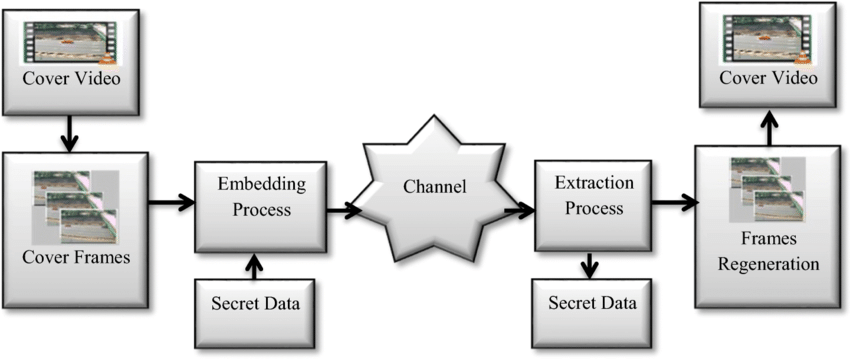 Cover Video
Cover Frames
Embedding
Process
Secret Data
Channel
Extraction
Process
Secret Data
Cover Video
Frames
Regeneration